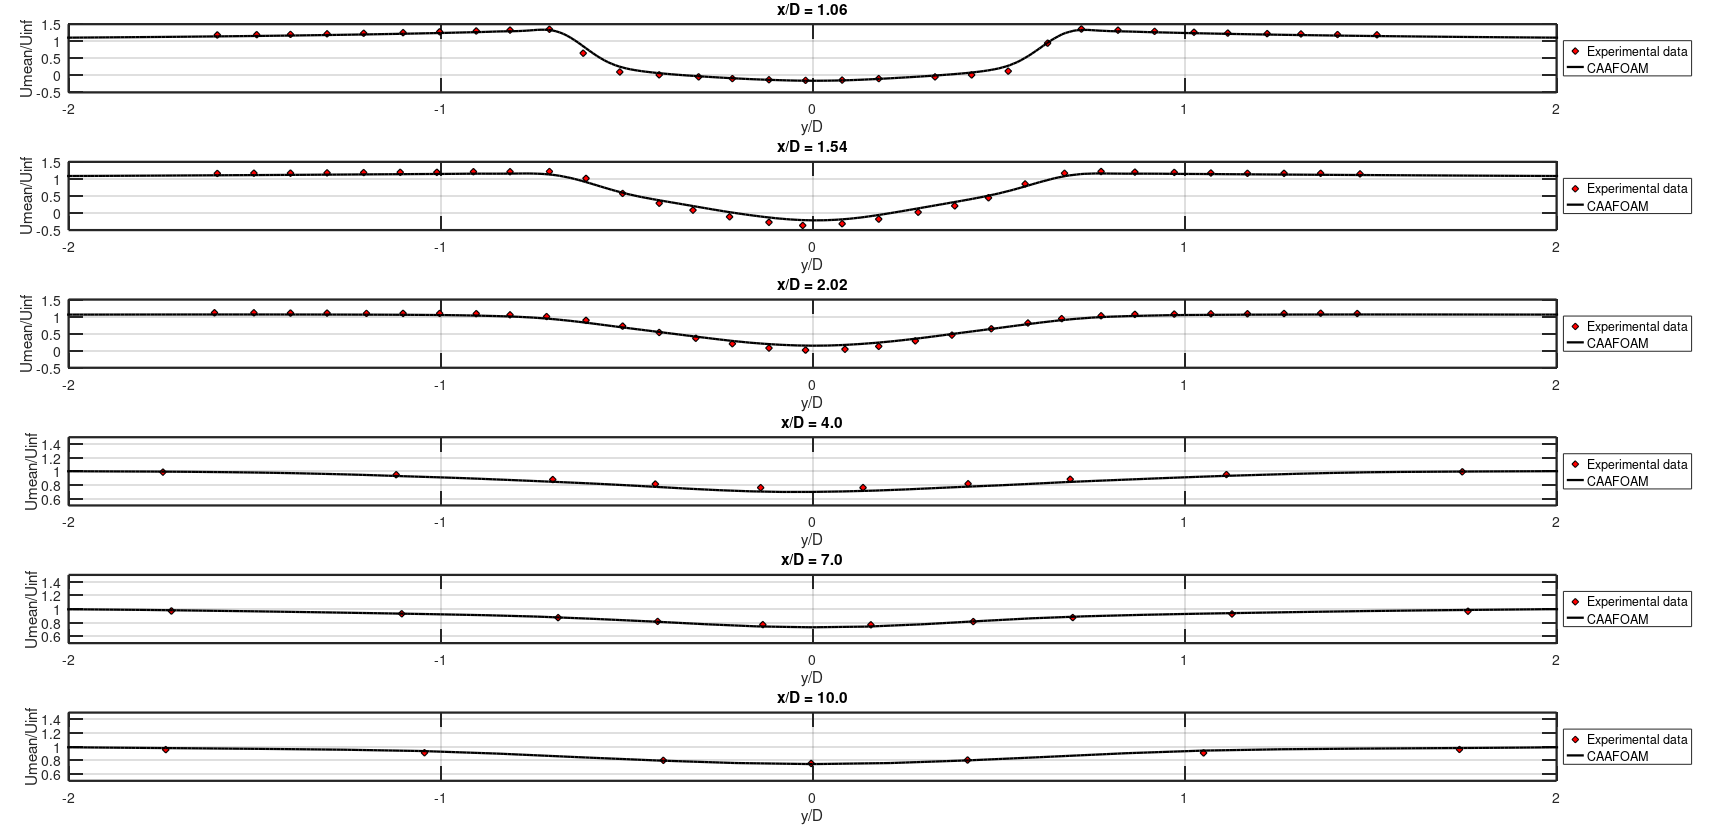 x/D = 1.06
Umean/Uinf
1.5
1
0.5
0
-0.5
-2 -1 0 1 2
y/D
Experimental data
CAAFOAM
x/D = 1.54
Umean/Uinf
1.5
1
0.5
0
-0.5
-2 -1 0 1 2
y/D
Experimental data
CAAFOAM
x/D = 2.02
Umean/Uinf
1.5
1
0.5
0
-0.5
-2 -1 0 1 2
y/D
Experimental data
CAAFOAM
x/D = 4.0
Umean/Uinf
1.4
1.2
1
0.8
0.6
-2 -1 0 1 2
y/D
Experimental data
CAAFOAM
x/D = 7.0
Umean/Uinf
1.4
1.2
1
0.8
0.6
-2 -1 0 1 2
y/D
Experimental data
CAAFOAM
x/D = 10.0
Umean/Uinf
1.4
1.2
1
0.8
0.6
-2 -1 0 1 2
y/D
Experimental data
CAAFOAM